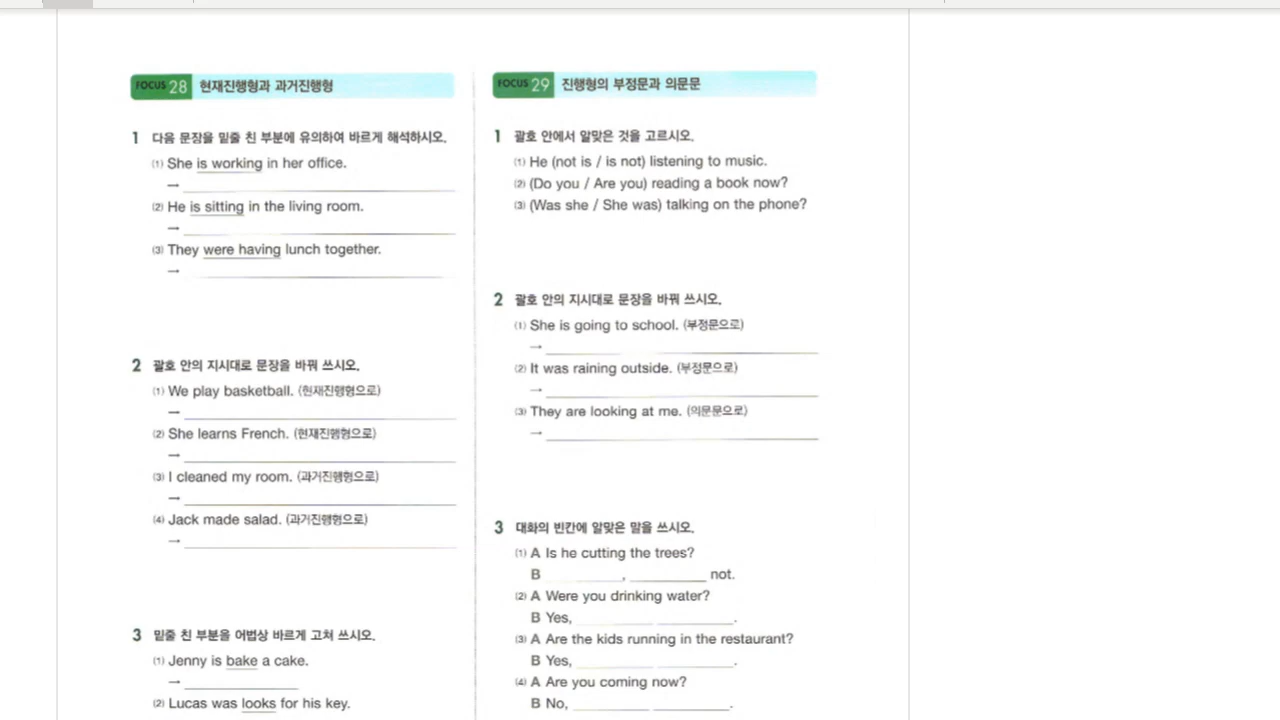 FOCUS 28 현재진행형과 과거진행형
1 다음 문장을 밑줄 친 부분에 유의하여 바르게 해석하시오.
(1) She is working in her office.
→
(2) He is sitting in the living room.
→
(3) They were having lunch together.
→
2 괄호 안의 지시대로 문장을 바꿔 쓰시오.
(1) We play basketball. (현재진행형으로)
→
(2) She learns French. (현재진행형으로)
→
(3) I cleaned my room. (과거진행형으로)
→
(4) Jack made salad. (과거진행형으로)
→
3 밑줄 친 부분을 어법상 바르게 고쳐 쓰시오.
(1) Jenny is bake a cake.
→
(2) Lucas was looks for his key.
FOCUS 29 진행형의 부정문과 의문문
1 괄호 안에서 알맞은 것을 고르시오.
(1) He (not is / is not) listening to music.
(2) (Do you / Are you) reading a book now?
(3) (Was she / She was) talking on the phone?
2 괄호 안의 지시대로 문장을 바꿔 쓰시오.
(1) She is going to school. (부정문으로)
→
(2) It was raining outside. (부정문으로)
→
(3) They are looking at me. (의문문으로)
→
3 대화의 빈칸에 알맞은 말을 쓰시오.
(1) A Is he cutting the trees?
B ________, ________ not.
(2) A Were you drinking water?
B Yes, ________ ________.
(3) A Are the kids running in the restaurant?
B Yes, ________ ________.
(4) A Are you coming now?
B No, ________ ________.